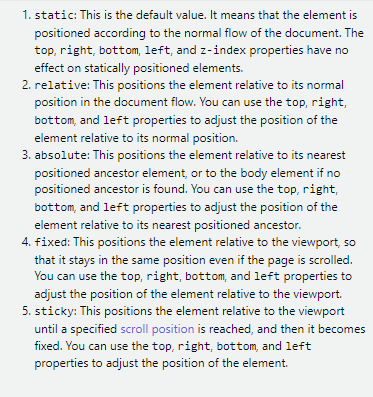 1. static: This is the default value. It means that the element is
positioned according to the normal flow of the document. The
top, right, bottom, left, and z-index properties have no
effect on statically positioned elements.
2. relative: This positions the element relative to its normal
position in the document flow. You can use the top, right,
bottom, and left properties to adjust the position of the
element relative to its normal position.
3. absolute: This positions the element relative to its nearest
positioned ancestor element, or to the body element if no
positioned ancestor is found. You can use the top, right,
bottom, and left properties to adjust the position of the
element relative to its nearest positioned ancestor.
4. fixed: This positions the element relative to the viewport, so
that it stays in the same position even if the page is scrolled.
You can use the top, right, bottom, and left properties to
adjust the position of the element relative to the viewport.
5. sticky: This positions the element relative to the viewport
until a specified scroll position is reached, and then it becomes
fixed. You can use the top, right, bottom, and left
properties to adjust the position of the element.